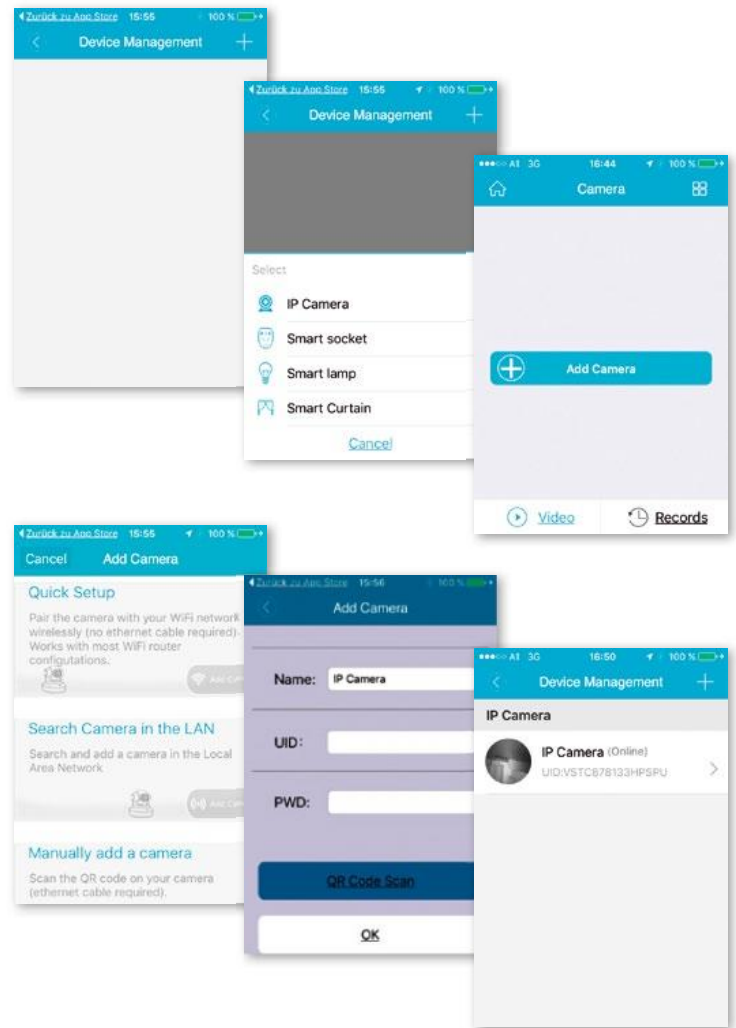 Zurück zu App Store 15:55 100 %
Device Management
Zurück zu App Store 15:55 100 %
Device Management
Select
IP Camera
Smart socket
Smart lamp
Smart Curtain
Cancel
A1 3G 16:44 100 %
Camera
Add Camera
Video Records
Zurück zu App Store 15:55 100 %
Cancel Add Camera
Quick Setup
Pair the camera with your WiFi network
wirelessly (no ethernet cable required).
Works with most WiFi router
configutations.
Search Camera in the LAN
Search and add a camera in the Local
Area Network
Manually add a camera
Scan the QR code on your camera
(ethernet cable required).
Zurück zu App Store 15:56 100 %
Add Camera
Name: IP Camera
UID:
PWD:
QR Code Scan
OK
A1 3G 16:50 100 %
Device Management
IP Camera
IP Camera (Online)
UID:VSTC678133HPSPU